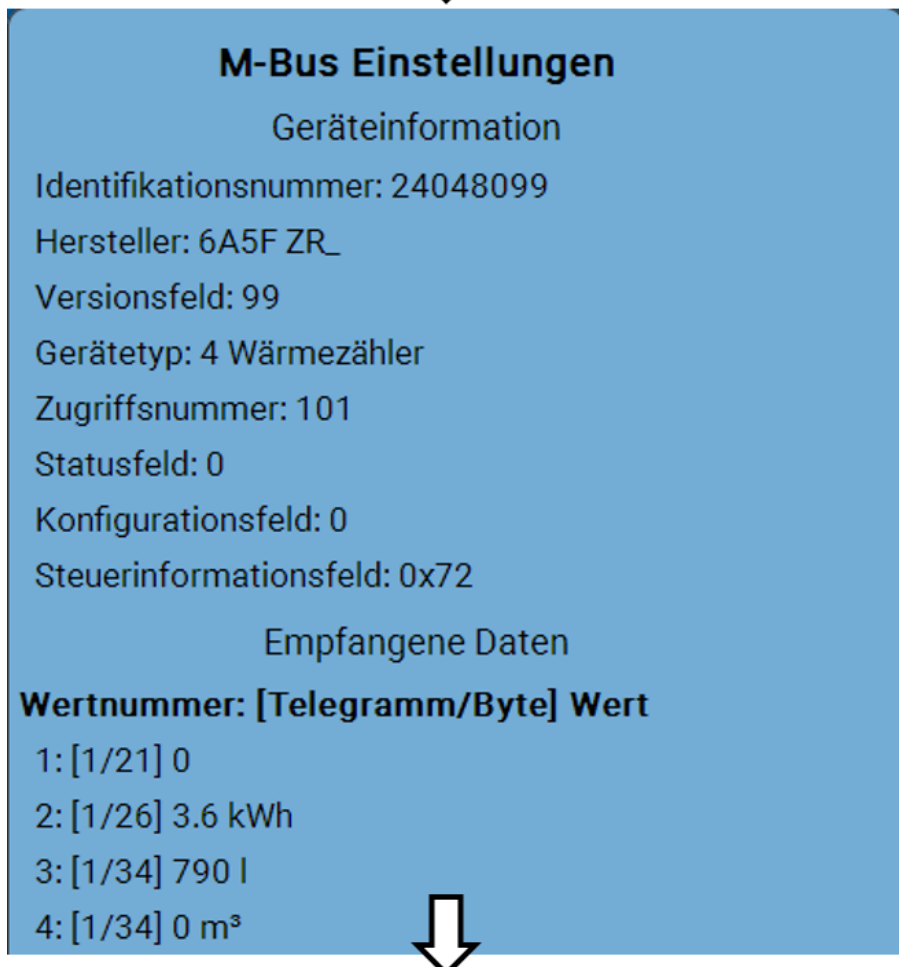 M-Bus Einstellungen
Geräteinformation
Identifikationsnummer: 24048099
Hersteller: 6A5F ZR_
Versionsfeld: 99
Gerätetyp: 4 Wärmezähler
Zugriffsnummer: 101
Statusfeld: 0
Konfigurationsfeld: 0
Steuerinformationsfeld: 0x72
Empfangene Daten
Wertnummer: [Telegramm/Byte] Wert
1: [1/21] 0
2: [1/26] 3.6 kWh
3: [1/34] 790 l
4: [1/34] 0 m³